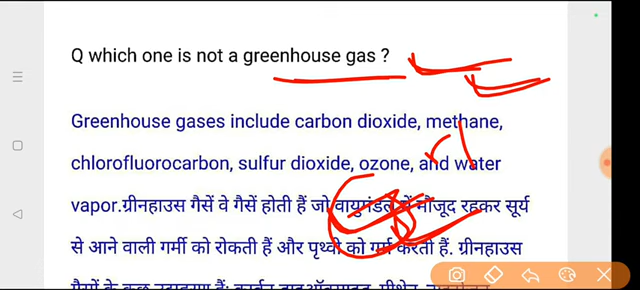 Q which one is not a greenhouse gas ?
Greenhouse gases include carbon dioxide, methane,
chlorofluorocarbon, sulfur dioxide, ozone, and water
vapor.ग्रीनहाउस गैसें वे गैसें होती हैं जो वायुमंडल में मौजूद रहकर सूर्य
से आने वाली गर्मी को रोकती हैं और पृथ्वी को गर्म करती हैं. ग्रीनहाउस